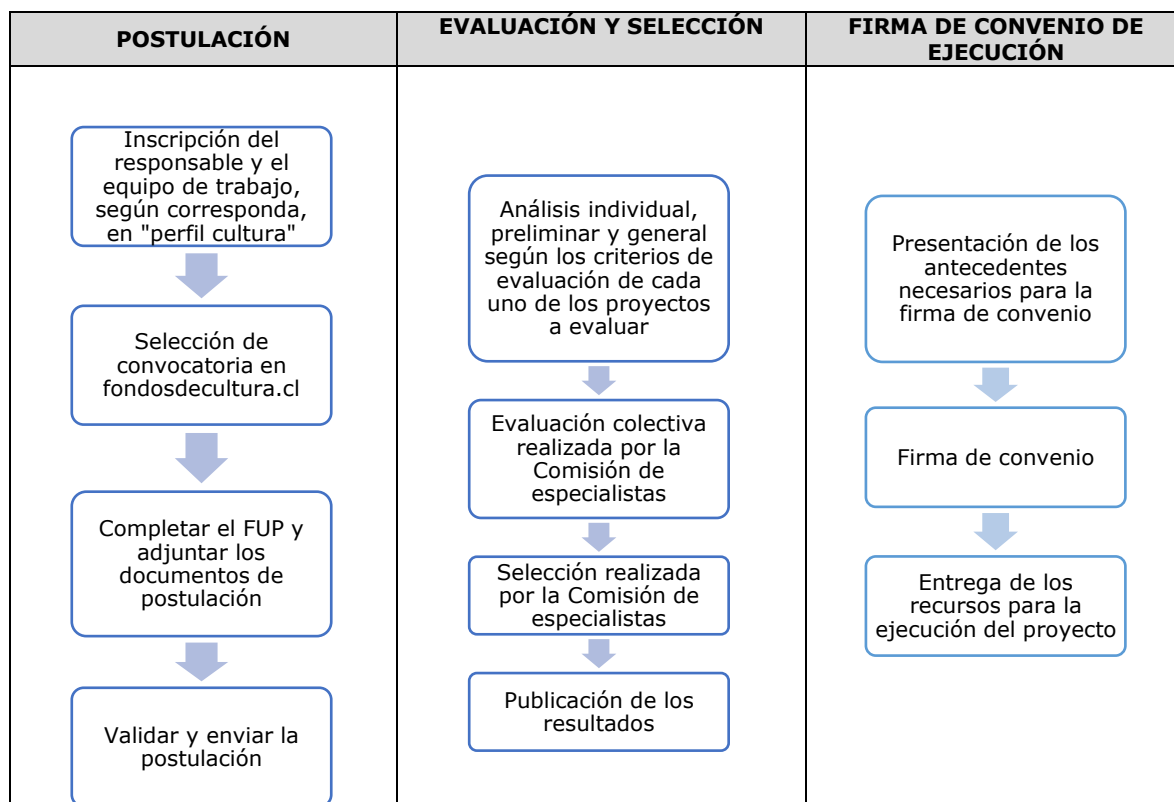 POSTULACIÓN
EVALUACIÓN Y SELECCIÓN
FIRMA DE CONVENIO DE
EJECUCIÓN
Inscripción del
responsable y el
equipo de trabajo,
según corresponda,
en "perfil cultura"
Selección de
convocatoria en
fondosdecultura.cl
Completar el FUP y
adjuntar los
documentos de
postulación
Validar y enviar la
postulación
Análisis individual,
preliminar y general
según los criterios de
evaluación de cada
uno de los proyectos
a evaluar
Evaluación colectiva
realizada por la
Comisión de
especialistas
Selección realizada
por la Comisión de
especialistas
Publicación de los
resultados
Presentación de los
antecedentes
necesarios para la
firma de convenio
Firma de convenio
Entrega de los
recursos para la
ejecución del proyecto